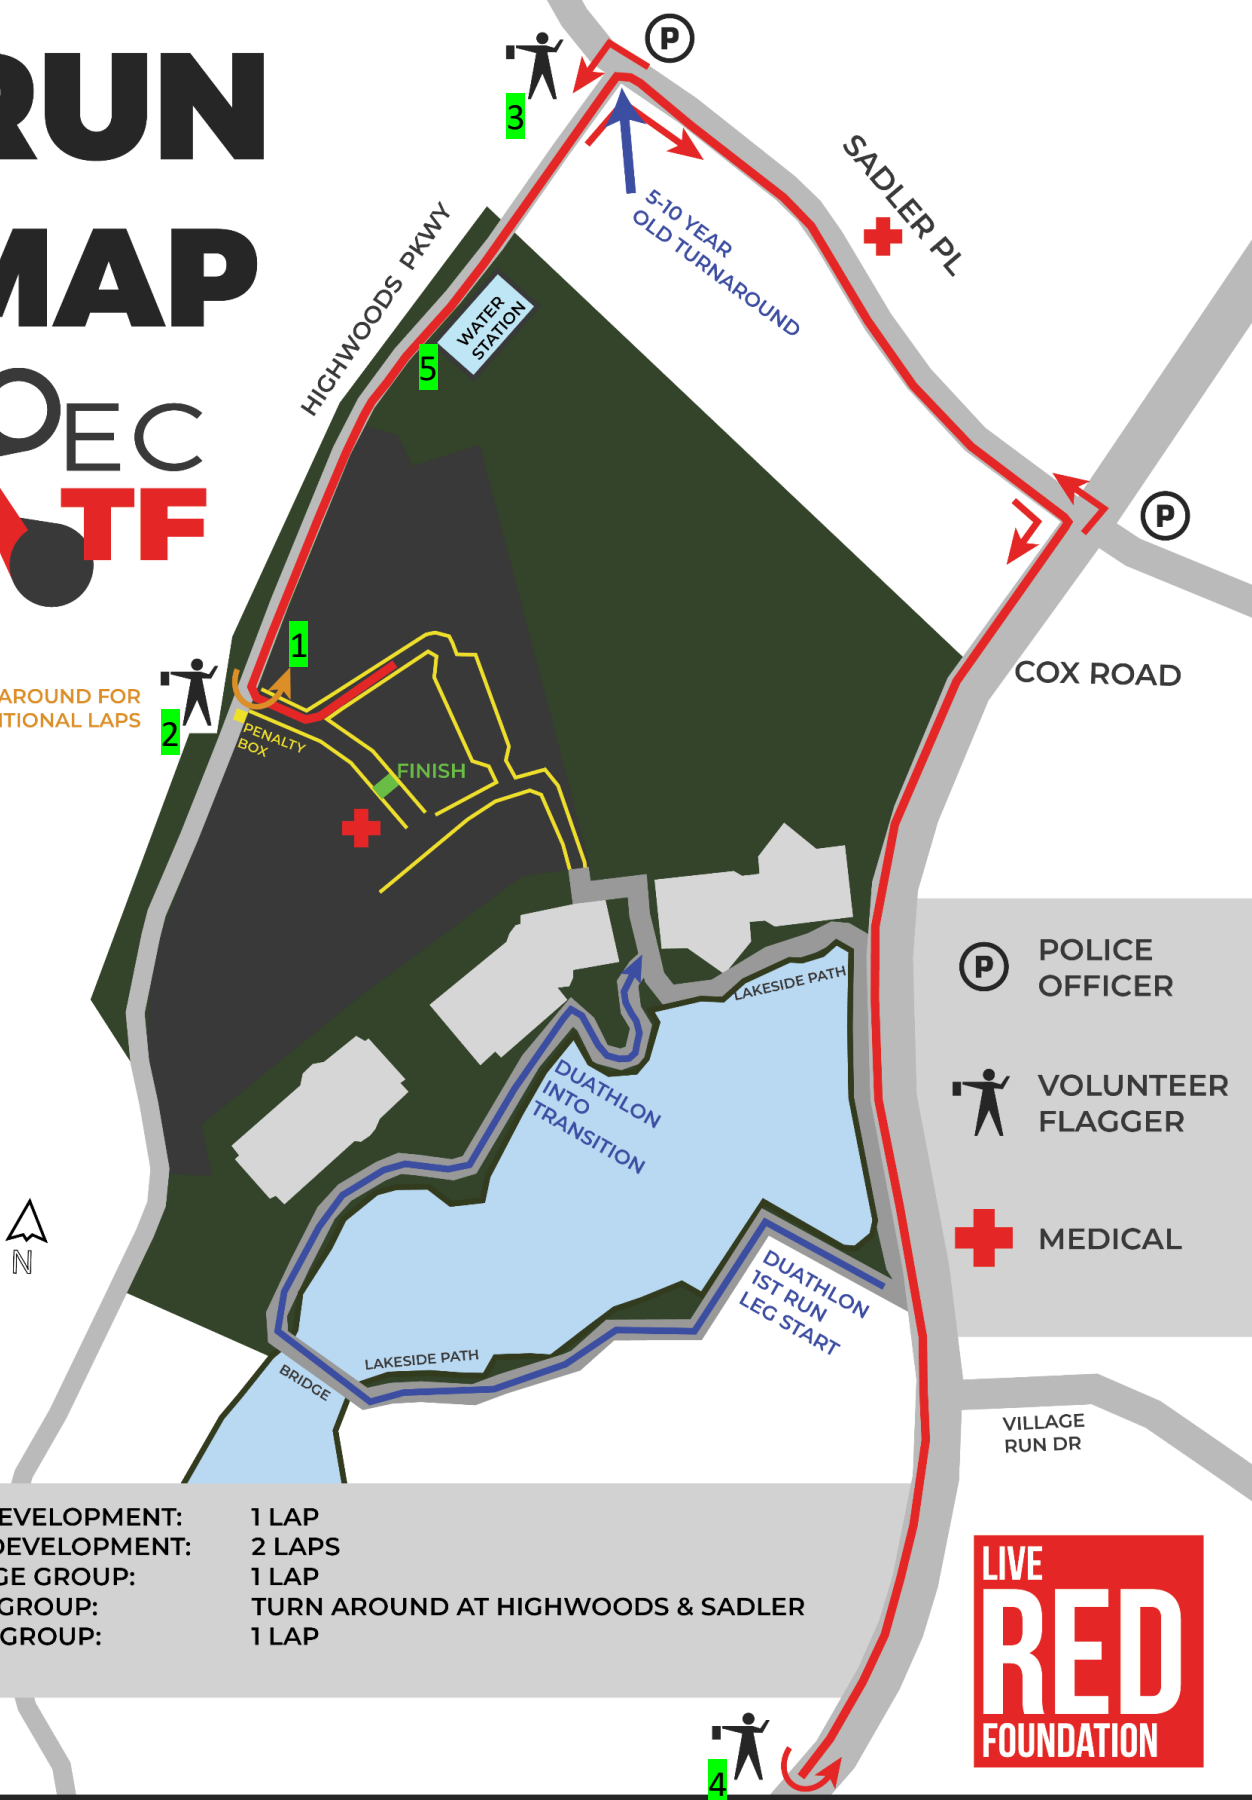 RUN
MAP
EC
TF
P
3
SADLER PL
5-10 YEAR
OLD TURNAROUND
HIGHWOODS PKWY
WATER
STATION
5
P
1
COX ROAD
AROUND FOR
TIONAL LAPS
2
PENALTY
BOX
FINISH
LAKESIDE PATH
P
POLICE
OFFICER
VOLUNTEER
FLAGGER
MEDICAL
DUATHLON
INTO
TRANSITION
N
DUATHLON
1ST RUN
LEG START
LAKESIDE PATH
BRIDGE
VILLAGE
RUN DR
EVELOPMENT: 1 LAP
DEVELOPMENT: 2 LAPS
GE GROUP: 1 LAP
GROUP: TURN AROUND AT HIGHWOODS & SADLER
GROUP: 1 LAP
LIVE
RED
FOUNDATION
4